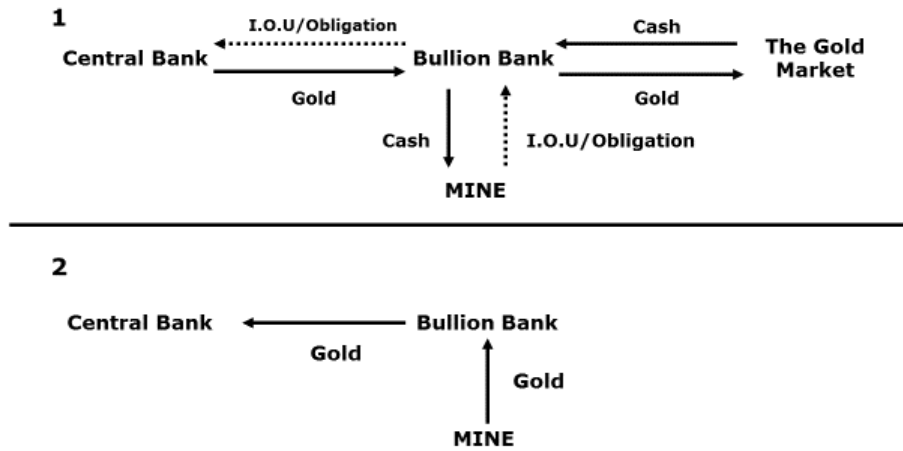 1
I.O.U/Obligation
Cash
Central Bank
Bullion Bank
The Gold
Market
Gold
Gold
Cash
I.O.U/Obligation
MINE
2
Central Bank
Bullion Bank
Gold
Gold
MINE